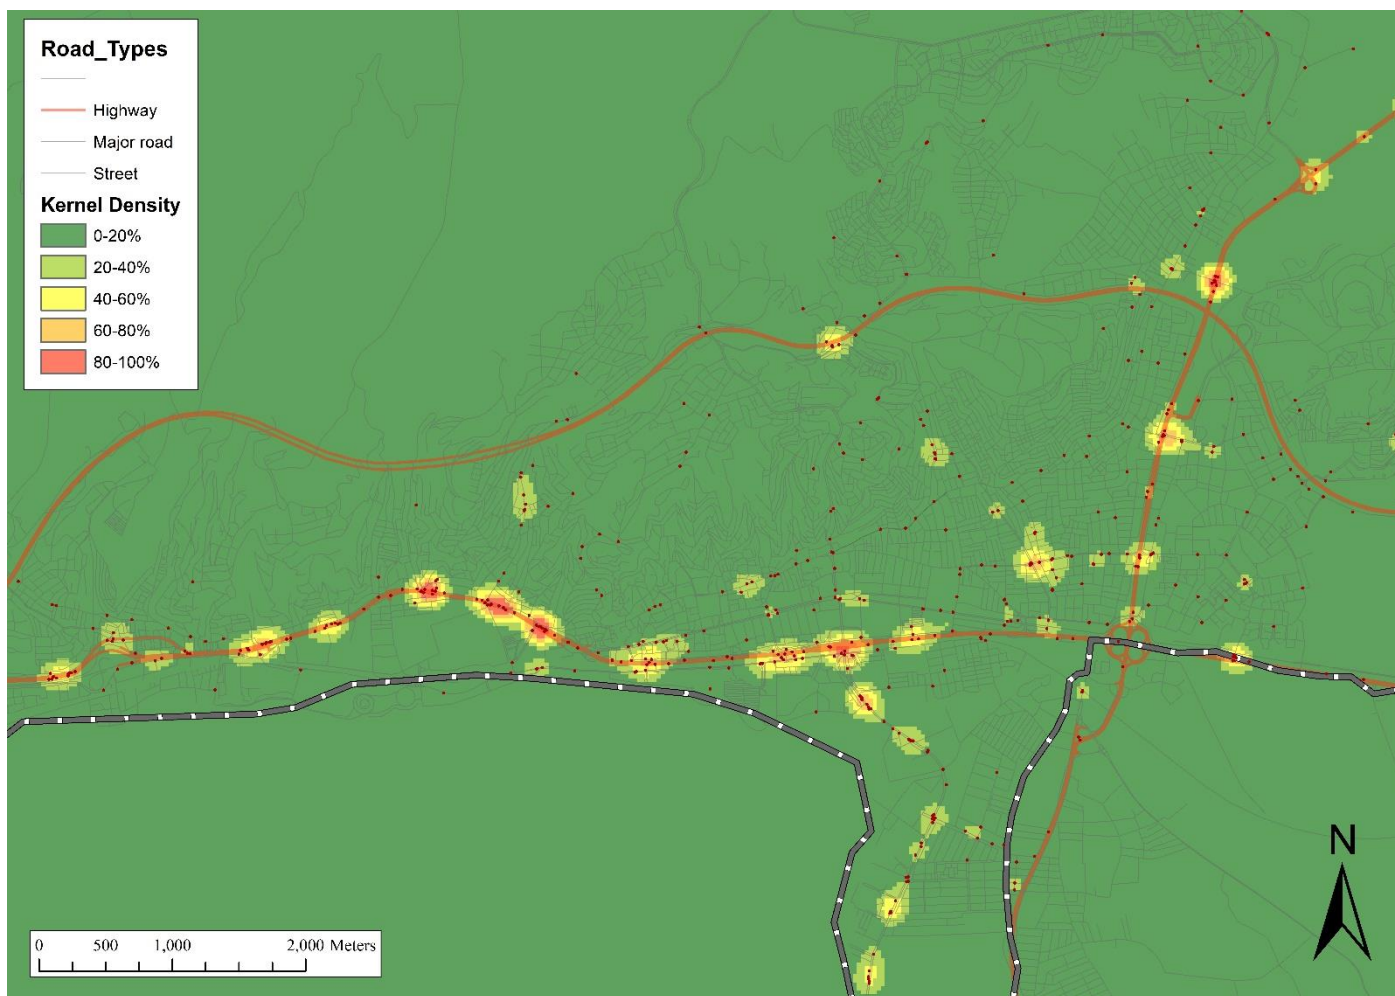 Road_Types
Highway
Major road
Street
Kernel Density
0-20%
20-40%
40-60%
60-80%
80-100%
N
0 500 1,000 2,000 Meters